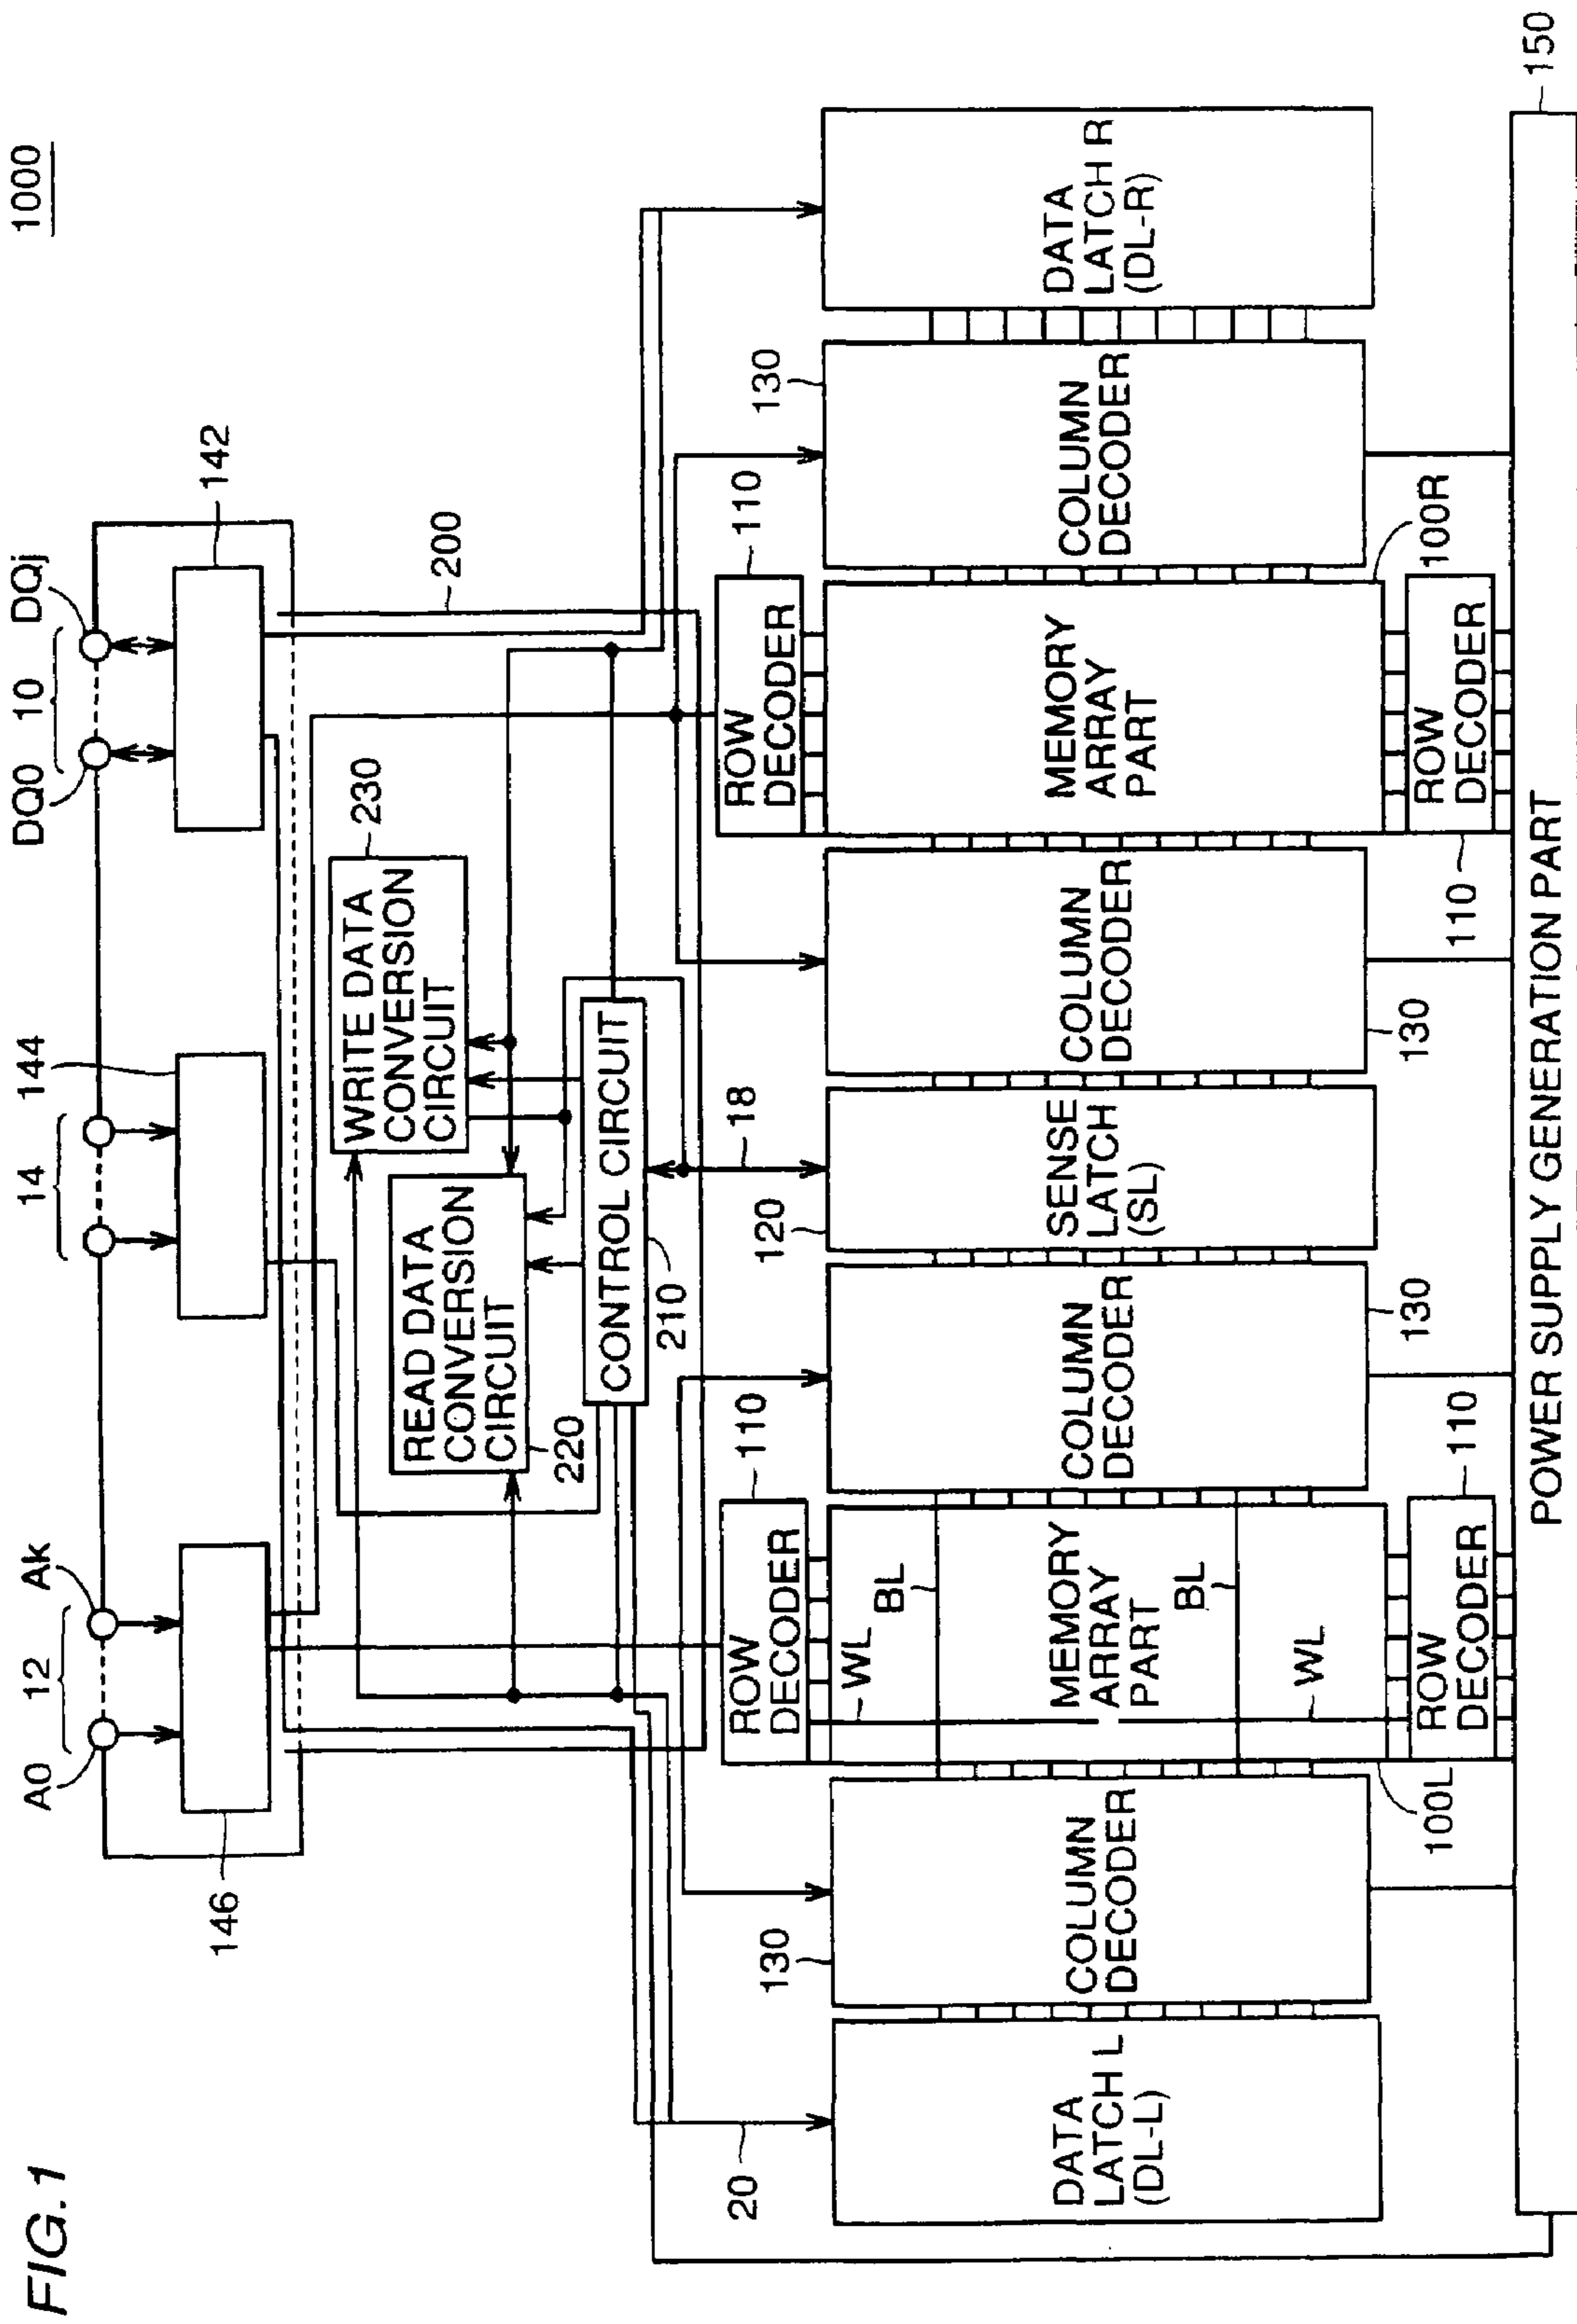 FIG.1
1000
A0
12
Ak
14
144
DQ0
10
DQj
146
142
200
WRITE DATA
CONVERSION
CIRCUIT
230
READ DATA
CONVERSION
CIRCUIT
220
CONTROL CIRCUIT
210
18
20
110
ROW
DECODER
110
ROW
DECODER
130
120
130
DATA
LATCH L
(DL-L)
COLUMN
DECODER
WL
BL
MEMORY
ARRAY
PART
BL
WL
COLUMN
DECODER
SENSE
LATCH
(SL)
COLUMN
DECODER
MEMORY
ARRAY
PART
COLUMN
DECODER
DATA
LATCH R
(DL-R)
100L
ROW
DECODER
110
130
130
110
ROW
DECODER
100R
150
POWER SUPPLY GENERATION PART